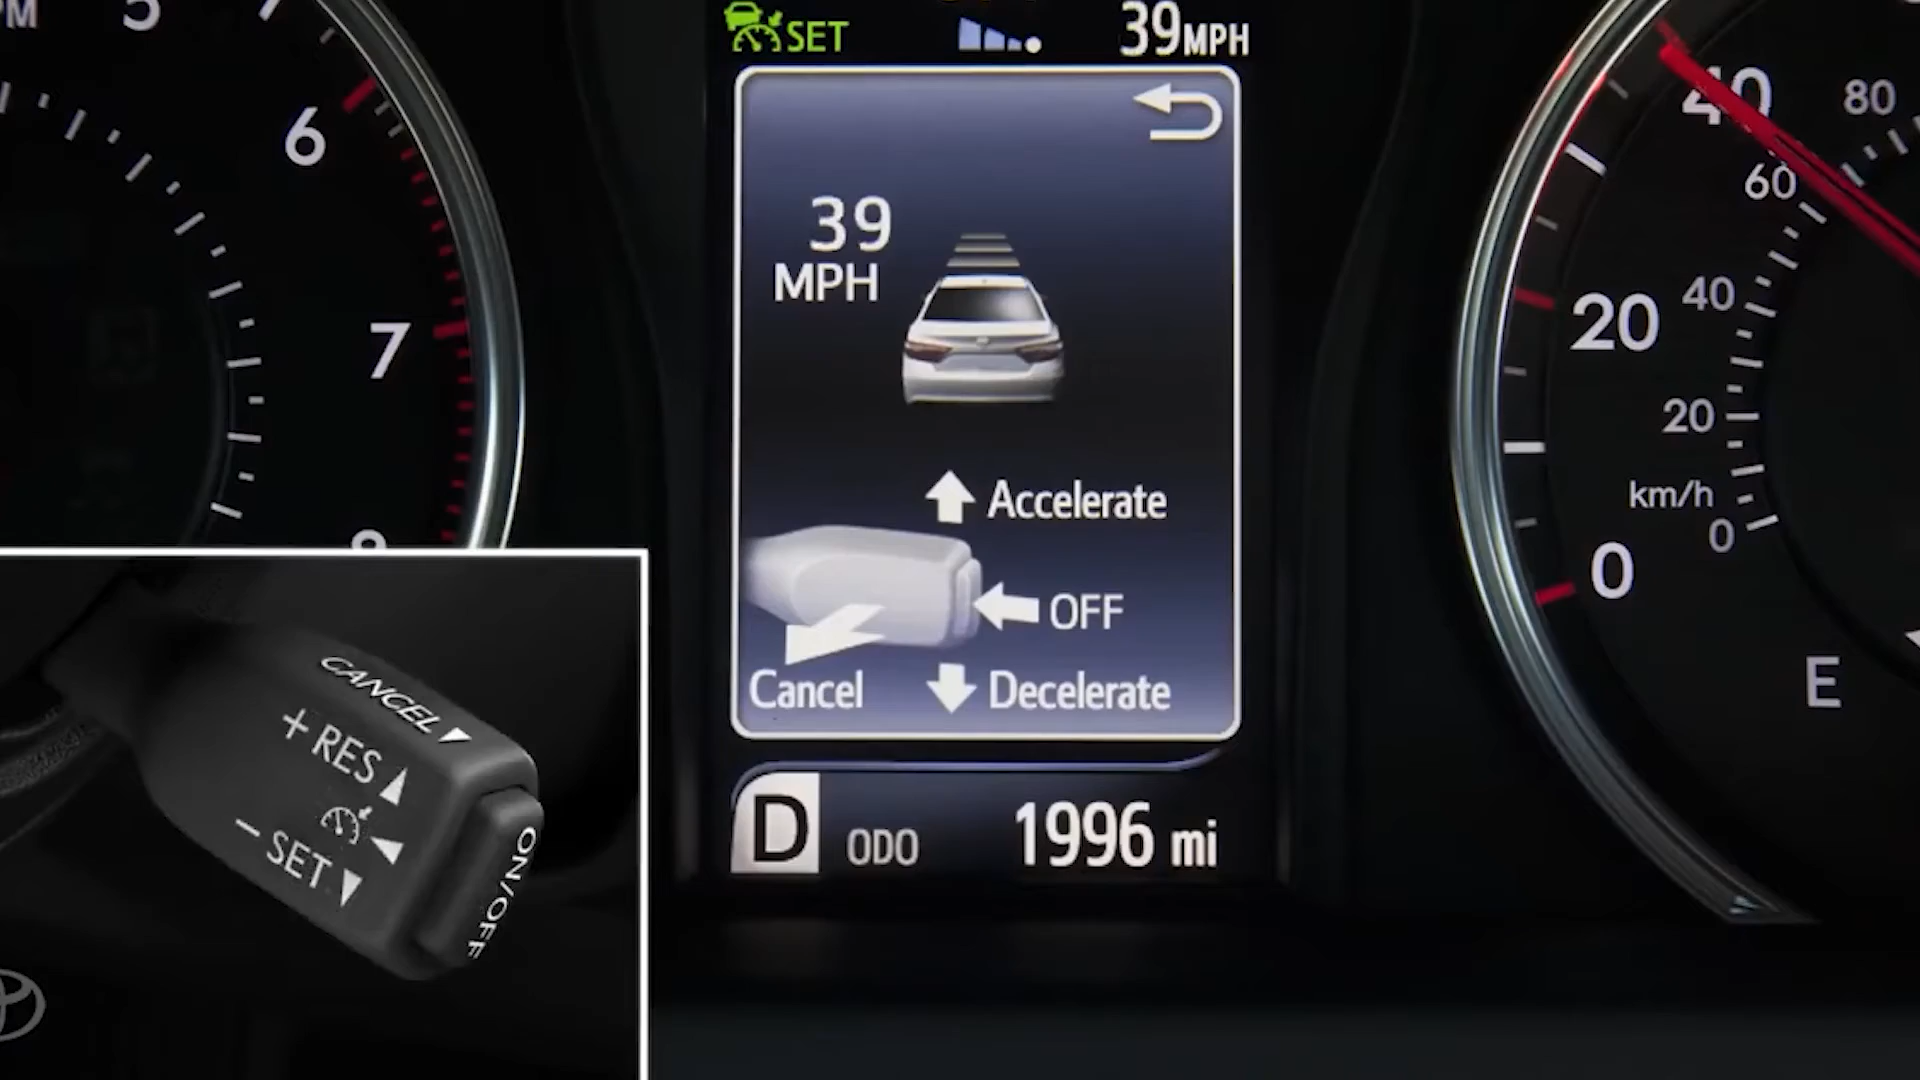 5
6
7
SET
39MPH
39
MPH
Accelerate
OFF
Cancel
Decelerate
D ODO 1996 mi
40 80
60
20 40
20
km/h
0
0
E
CANCEL
+ RES
- SET
ON/OFF